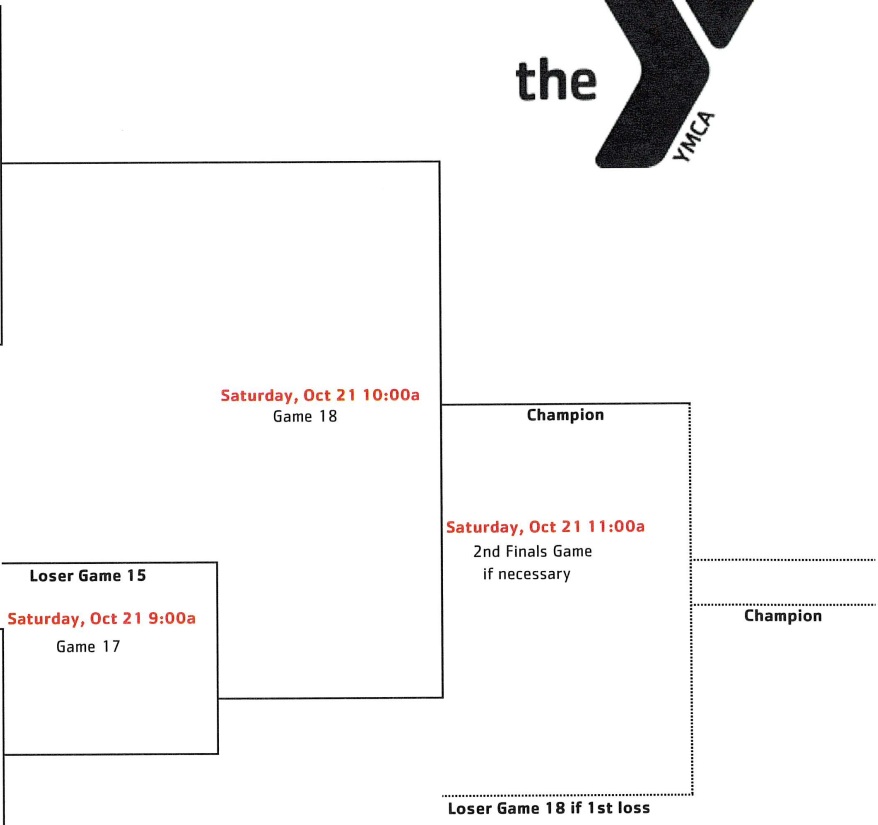 the
YMCA
Saturday, Oct 21 10:00a
Game 18
Champion
Saturday, Oct 21 11:00a
2nd Finals Game
if necessary
Loser Game 15
Saturday, Oct 21 9:00a
Game 17
Champion
Loser Game 18 if 1st loss